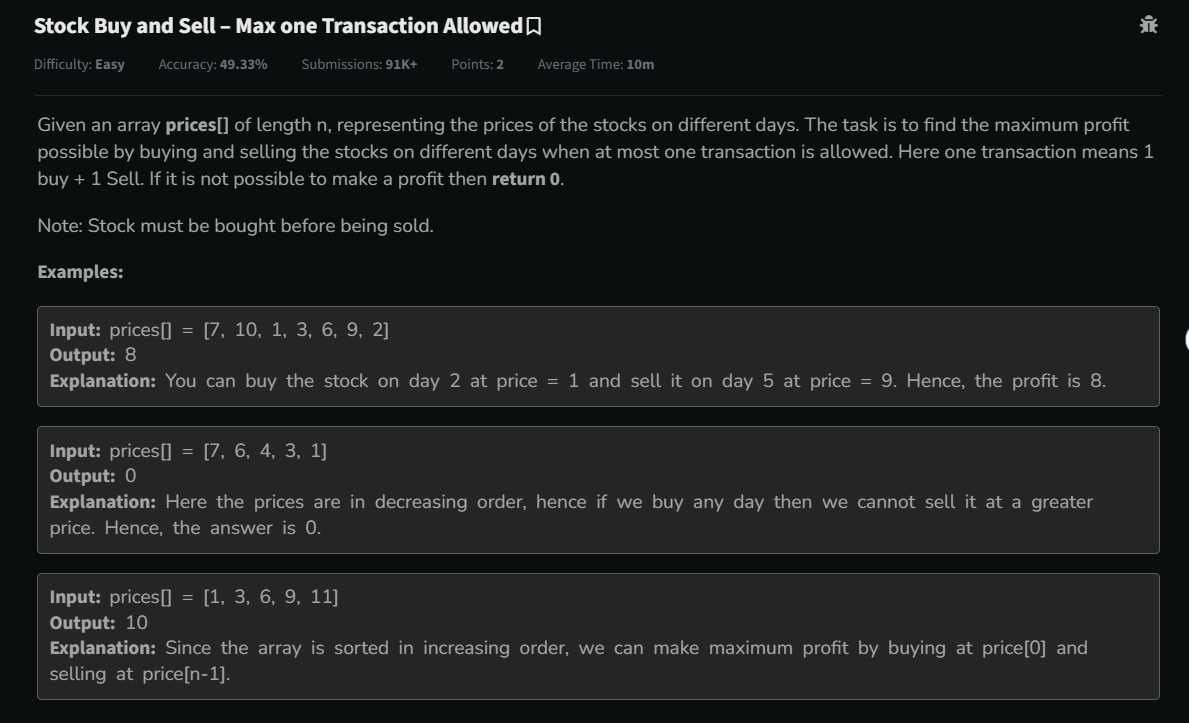 Stock Buy and Sell – Max one Transaction Allowed
Difficulty: Easy Accuracy: 49.33% Submissions: 91K+ Points: 2 Average Time: 10m
Given an array prices[] of length n, representing the prices of the stocks on different days. The task is to find the maximum profit
possible by buying and selling the stocks on different days when at most one transaction is allowed. Here one transaction means 1
buy + 1 Sell. If it is not possible to make a profit then return 0.
Note: Stock must be bought before being sold.
Examples:
Input: prices[] = [7, 10, 1, 3, 6, 9, 2]
Output: 8
Explanation: You can buy the stock on day 2 at price = 1 and sell it on day 5 at price = 9. Hence, the profit is 8.
Input: prices[] = [7, 6, 4, 3, 1]
Output: 0
Explanation: Here the prices are in decreasing order, hence if we buy any day then we cannot sell it at a greater
price. Hence, the answer is 0.
Input: prices[] = [1, 3, 6, 9, 11]
Output: 10
Explanation: Since the array is sorted in increasing order, we can make maximum profit by buying at price[0] and
selling at price[n-1].